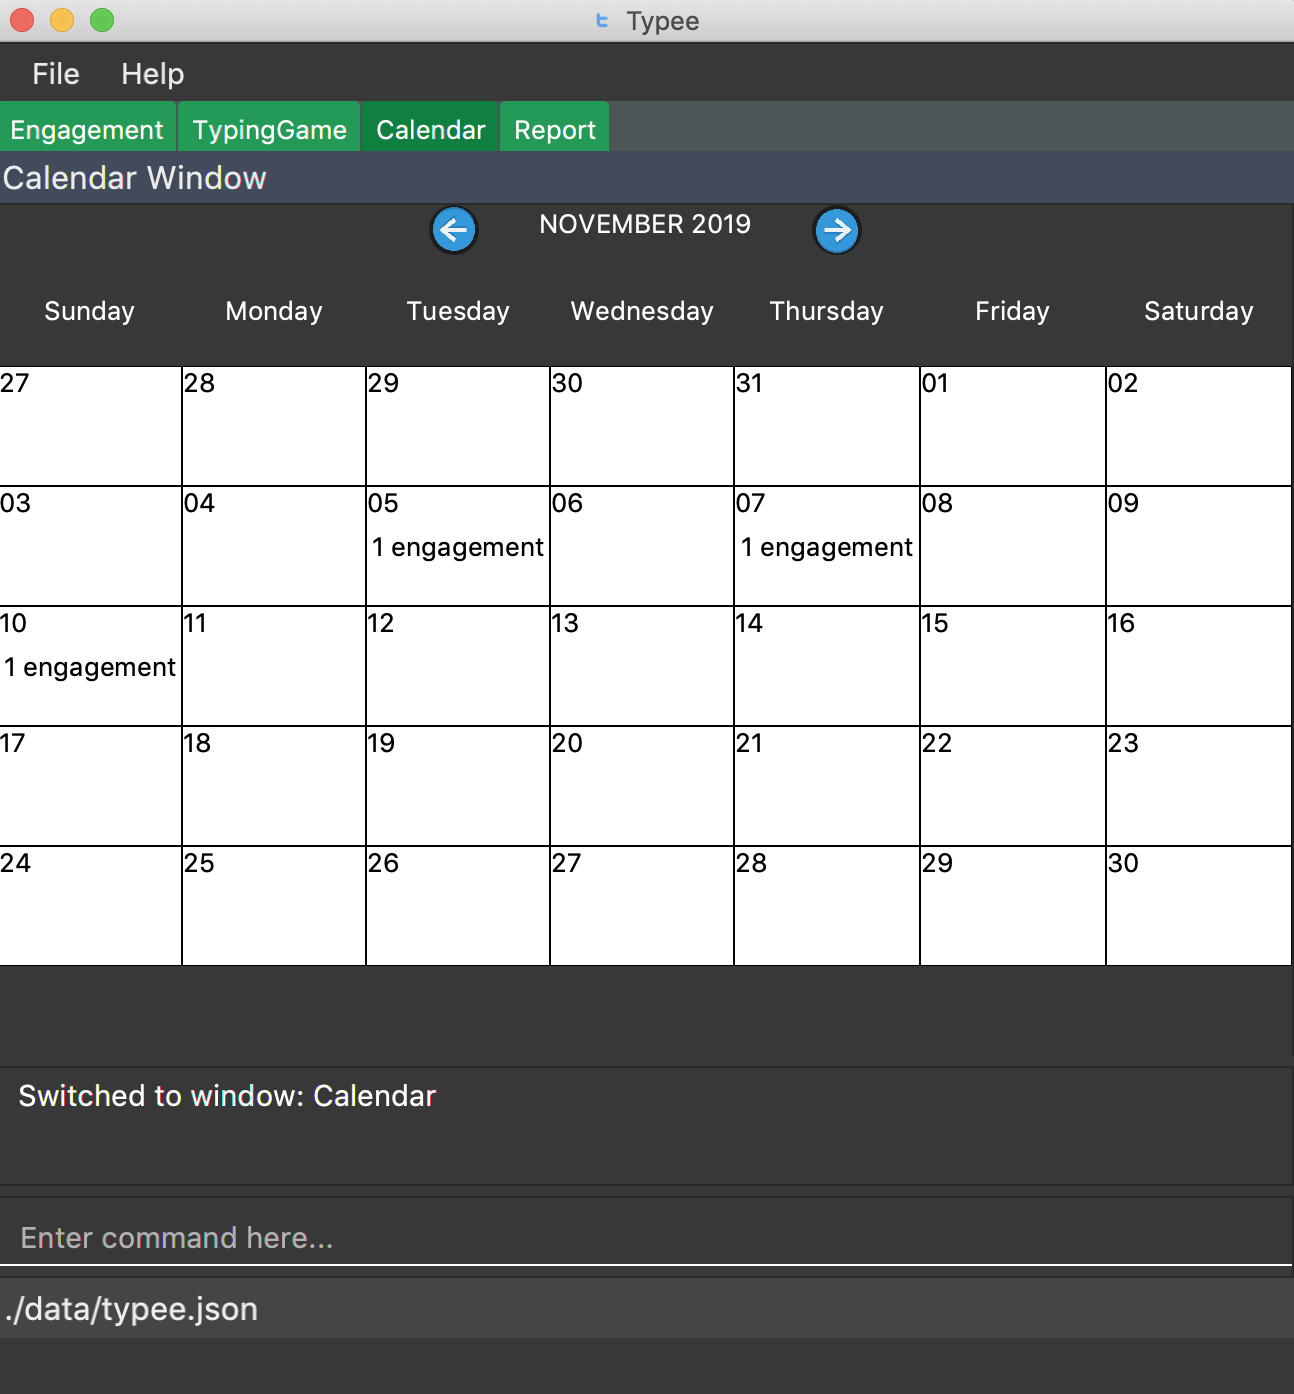 Typee
File Help
Engagement TypingGame Calendar Report
Calendar Window
NOVEMBER 2019
Sunday Monday Tuesday Wednesday Thursday Friday Saturday
27 28 29 30 31 01 02
03 04 05 06 07 08 09
1 engagement 1 engagement
10 11 12 13 14 15 16
1 engagement
17 18 19 20 21 22 23
24 25 26 27 28 29 30
Switched to window: Calendar
Enter command here...
./data/typee.json